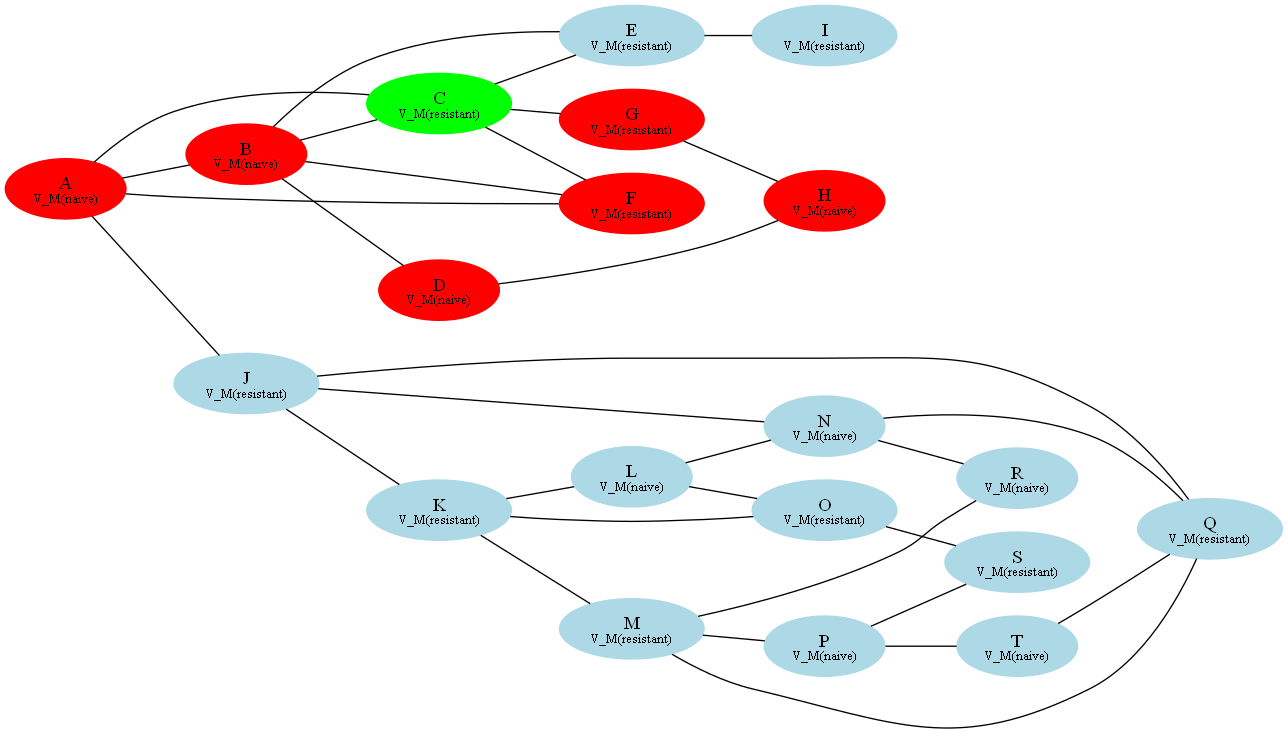 E
V_M(resistant)
I
V_M(resistant)
C
V_M(resistant)
G
V_M(resistant)
B
V_M(naive)
A
V_M(naive)
F
V_M(resistant)
H
V_M(naive)
D
V_M(naive)
J
V_M(resistant)
N
V_M(naive)
L
V_M(naive)
R
V_M(naive)
K
V_M(resistant)
O
V_M(resistant)
Q
V_M(resistant)
S
V_M(resistant)
M
V_M(resistant)
P
V_M(naive)
T
V_M(naive)